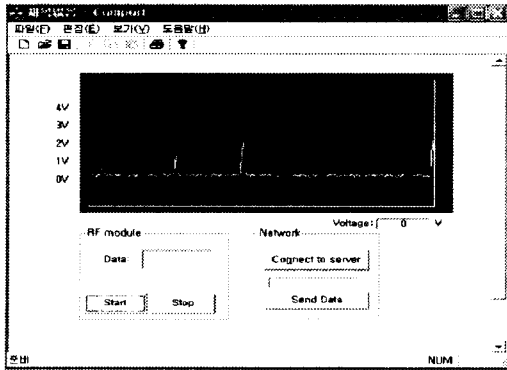 파일(F) 편집(E) 보기(V) 도움말(H)
4V
3V
2V
1V
0V
Voltage: 0 V
RF module
Data:
Start Stop
Network
Connect to server
Send Data
준비 NUM